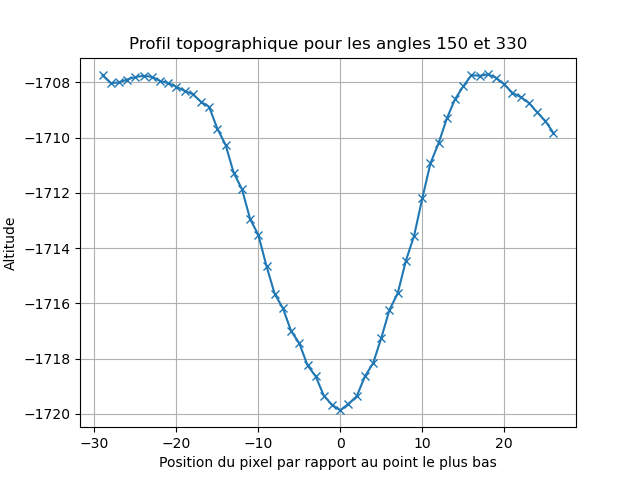 Profil topographique pour les angles 150 et 330
−1708
−1710
−1712
−1714
−1716
−1718
−1720
Altitude
−30 −20 −10 0 10 20
Position du pixel par rapport au point le plus bas